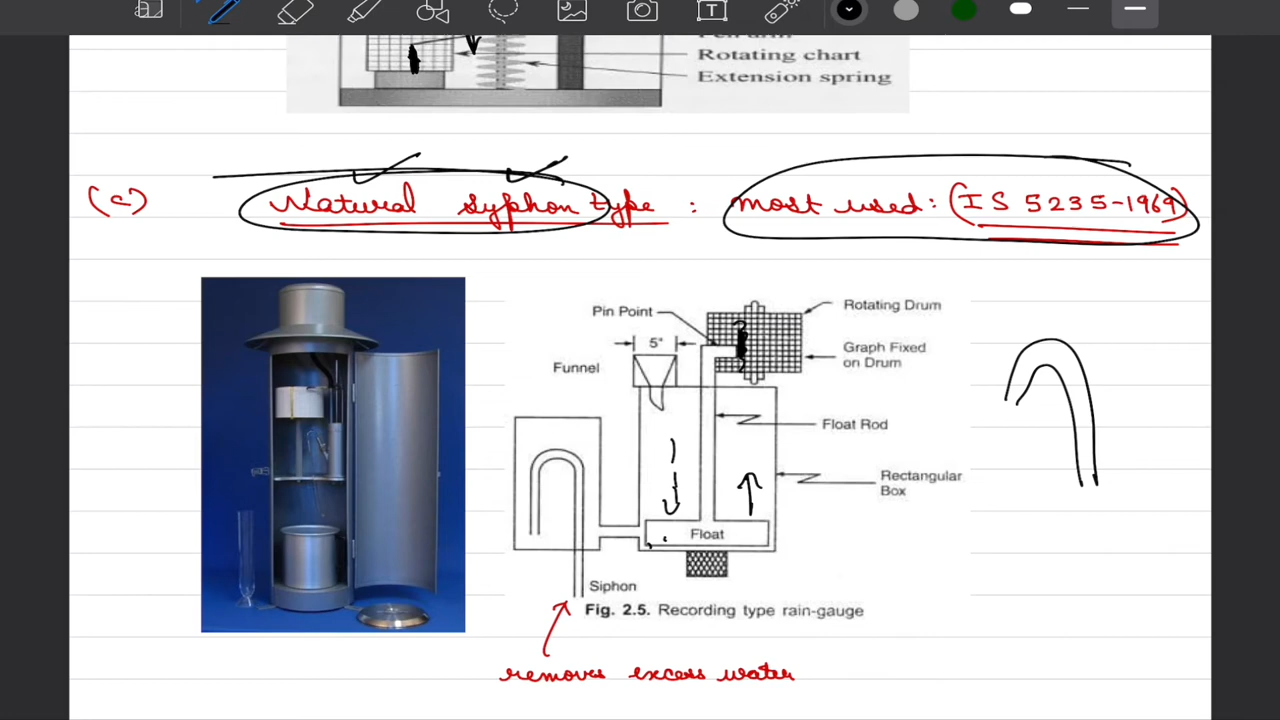 Rotating chart
Extension spring
(c) Natural Syphon type : most used: (IS 5235-1969)
Pin Point
Rotating Drum
5"
Graph Fixed
on Drum
Funnel
Float Rod
Rectangular
Box
Float
Siphon
Fig. 2.5. Recording type rain-gauge
removes excess water